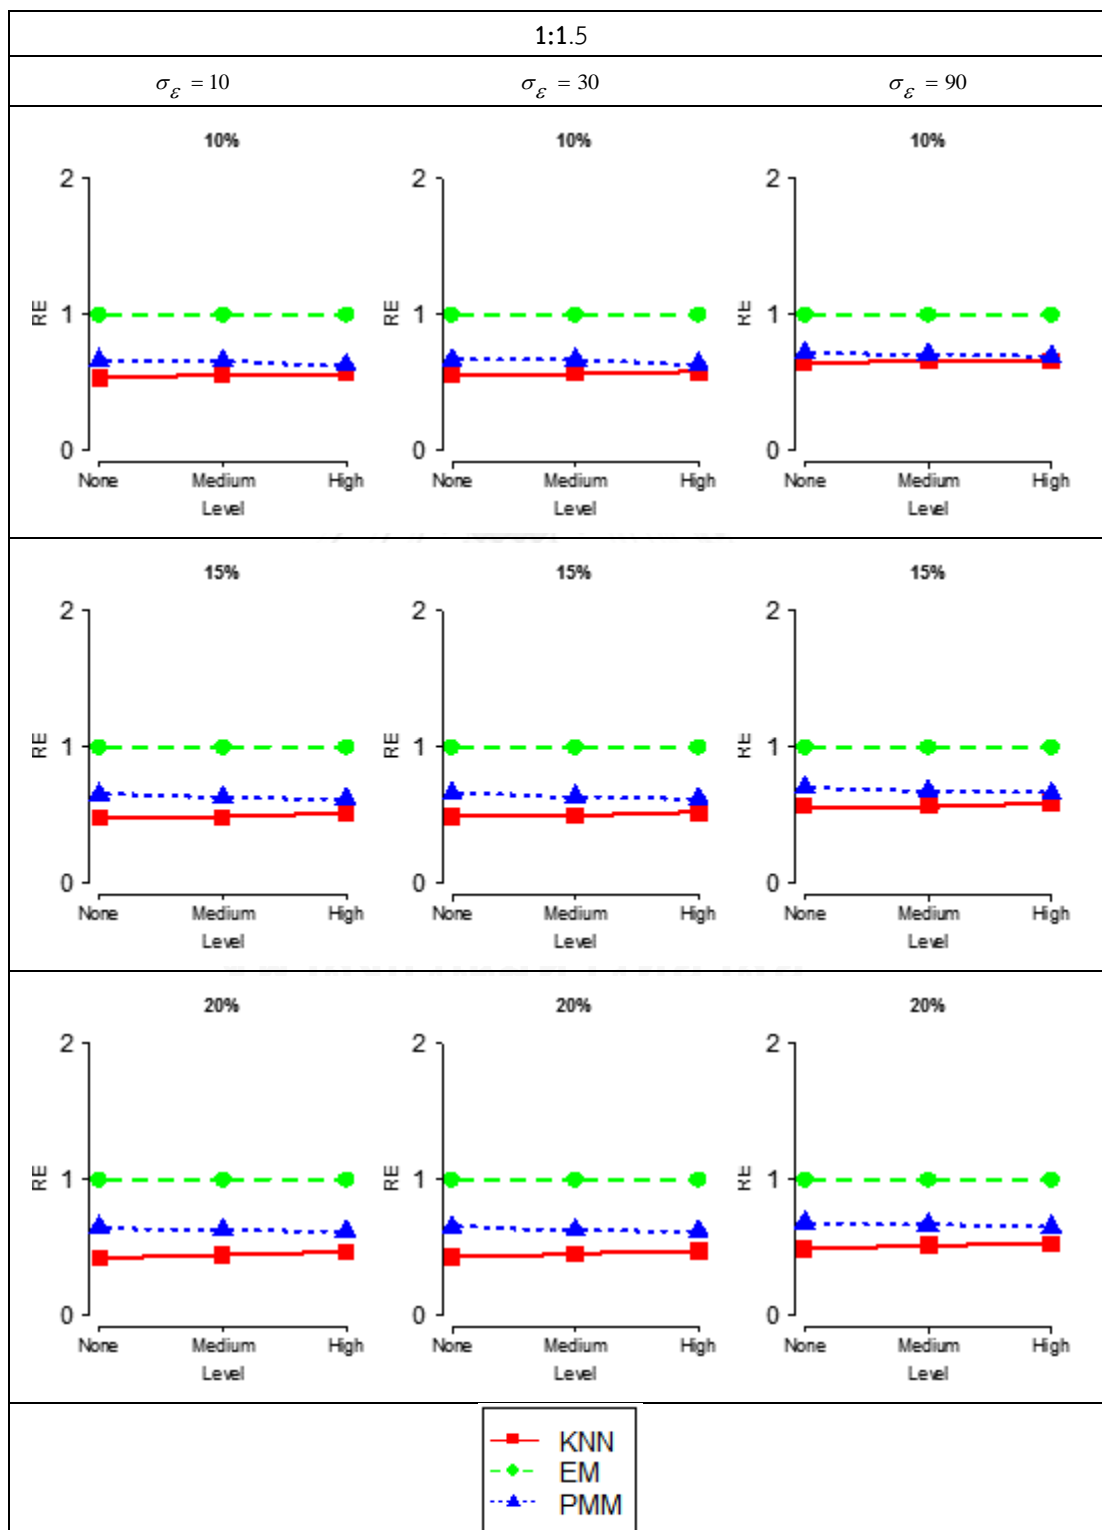 1:1.5
σε = 10 σε = 30 σε = 90
10% 10% 10%
2 2 2
RE 1 RE 1 RE 1
0 0 0
None Medium High None Medium High None Medium High
Level Level Level
15% 15% 15%
2 2 2
RE 1 RE 1 RE 1
0 0 0
None Medium High None Medium High None Medium High
Level Level Level
20% 20% 20%
2 2 2
RE 1 RE 1 RE 1
0 0 0
None Medium High None Medium High None Medium High
Level Level Level
KNN
EM
PMM